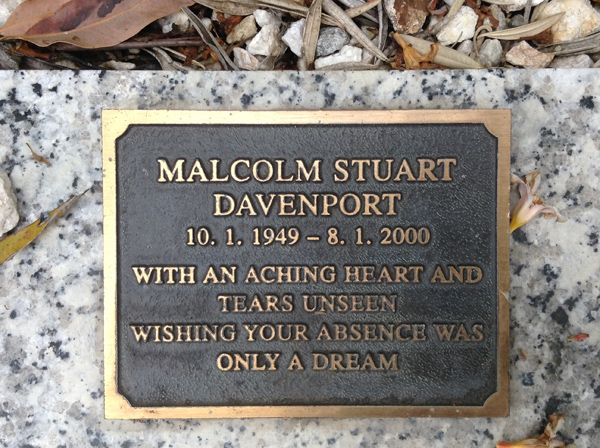 MALCOLM STUART
DAVENPORT
10. 1. 1949 – 8. 1. 2000
WITH AN ACHING HEART AND
TEARS UNSEEN
WISHING YOUR ABSENCE WAS
ONLY A DREAM